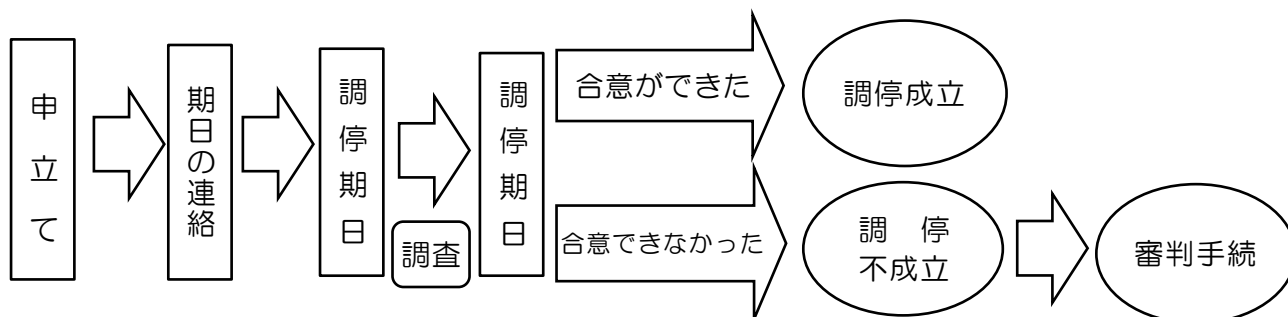 申立て
期日の連絡
調停期日
調査
調停期日
合意ができた
調停成立
合意できなかった
調　停
不成立
審判手続